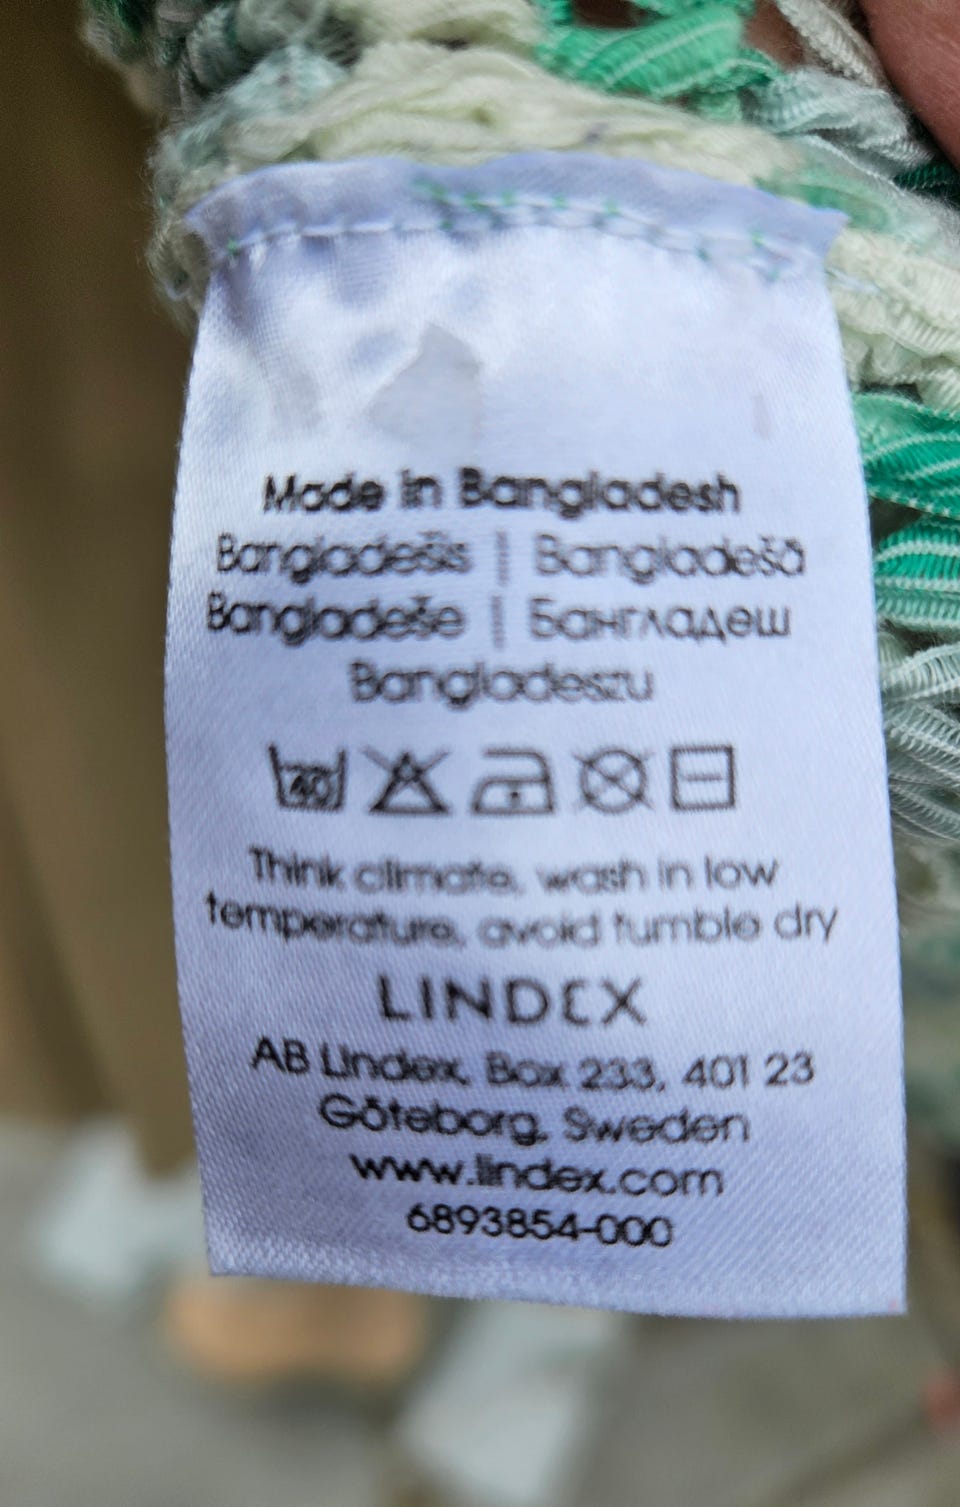 Made in Bangladesh
Bangladešis | Bangladešā
Bangladeše | Бангладеш
Bangladeszu
40
Think climate, wash in low
temperature, avoid tumble dry
LINDEX
AB Lindex, Box 233, 401 23
Göteborg, Sweden
www.lindex.com
6893854-000